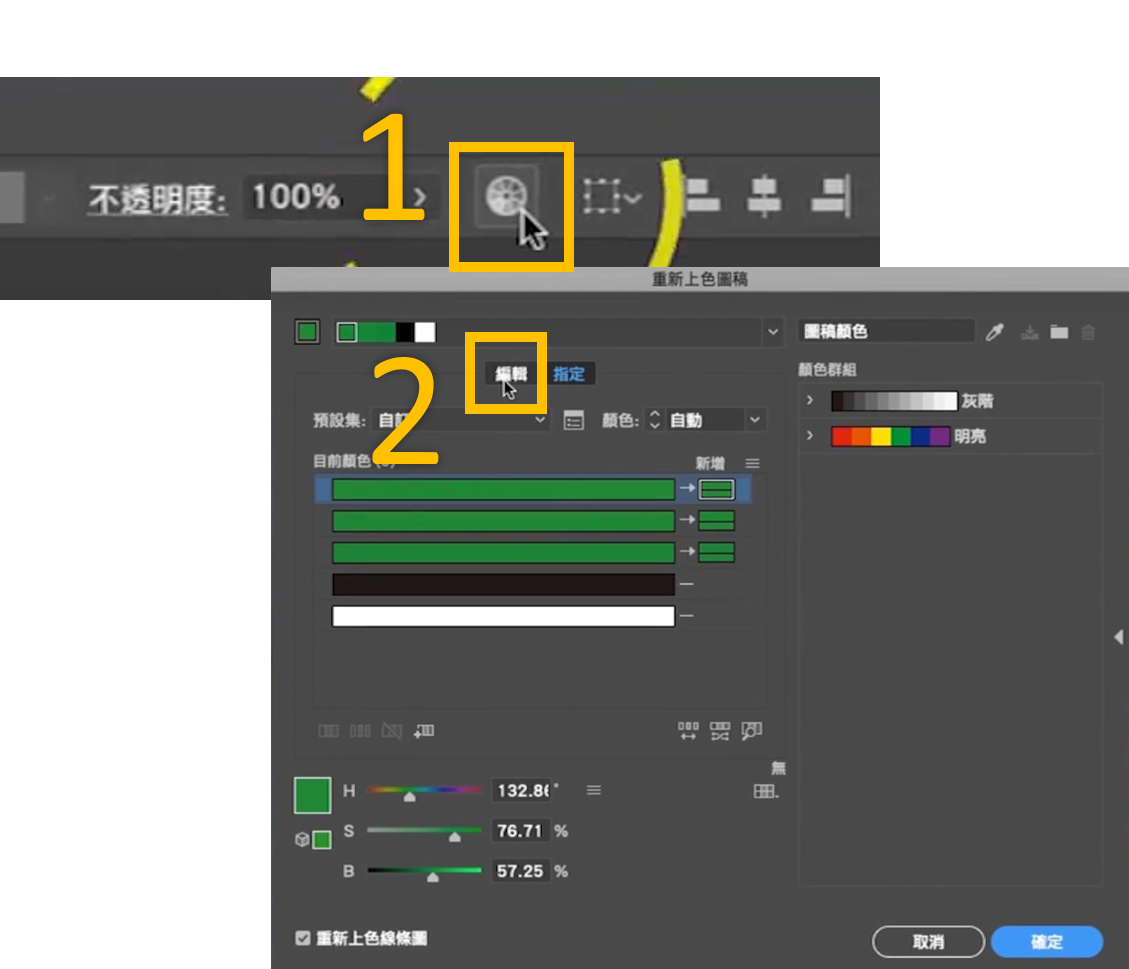 1
不透明度: 100%
重新上色圖稿
圖稿顏色
2
編輯 指定
顏色群組
灰階
預設集: 自訂 顏色: 自動
明亮
目前顏色 新增
無
H 132.86°
S 76.71 %
B 57.25 %
重新上色線條圖
取消 確定